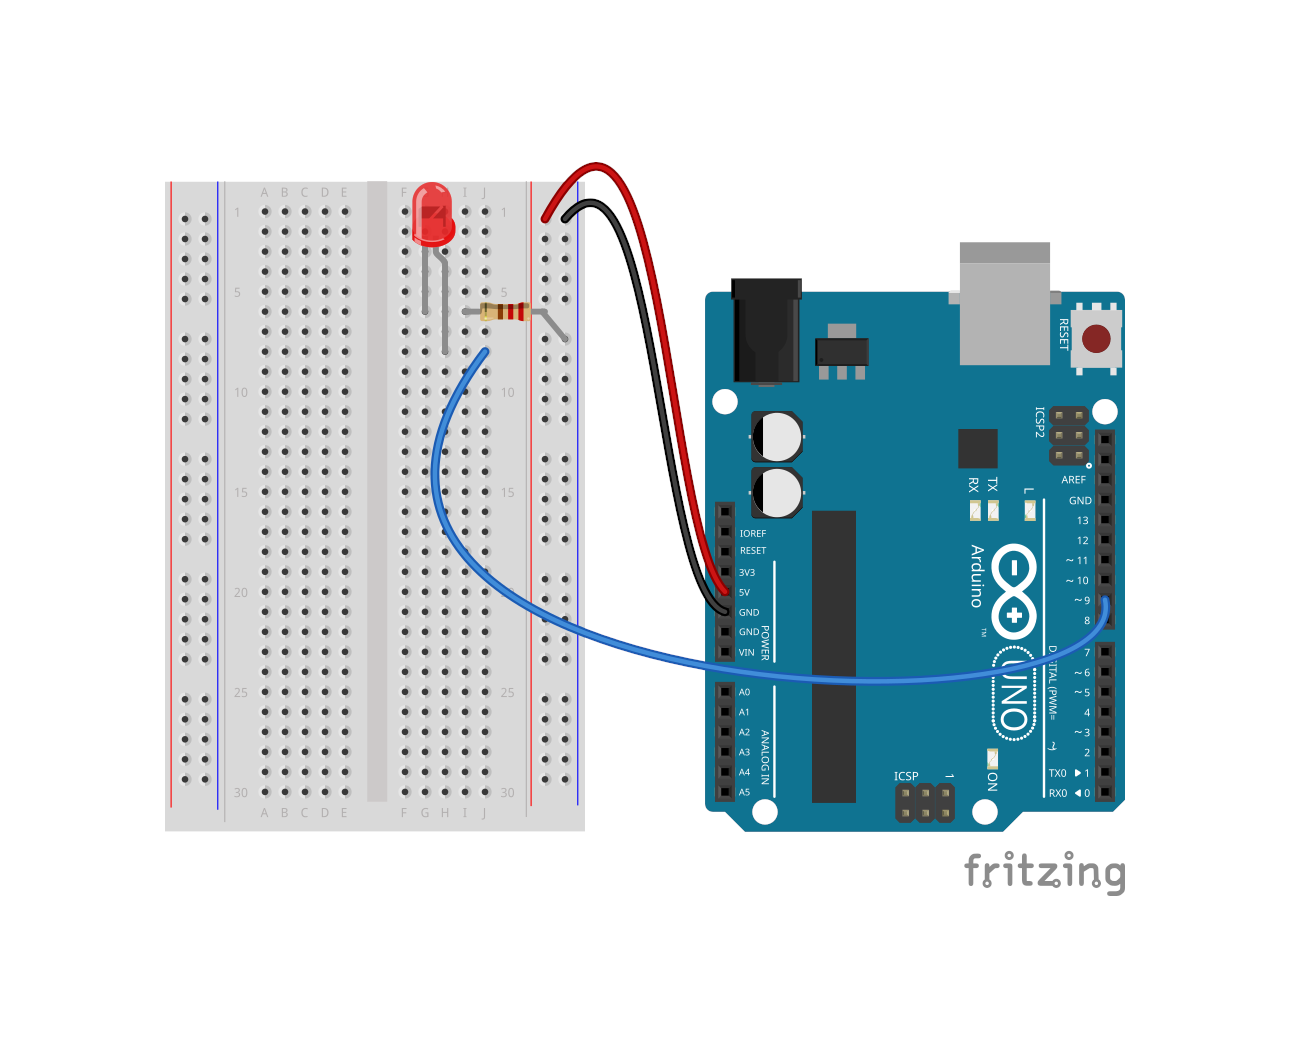 A B C D E F I J
1 1
5 5
10 10
15 15
20
25 25
30 30
A B C D E F G H I J
RESET
ICSP2
AREF
GND
13
12
~ 11
~ 10
~ 9
8
RX TX L
IOREF
RESET
3V3
5V
GND
GND
VIN
POWER
Arduino
TM
UNO
DIGITAL (PWM= ~)
7
~ 6
~ 5
4
~ 3
2
TX0 ▶ 1
RX0 ◀ 0
A0
A1
A2
A3
A4
A5
ANALOG IN
ICSP 1
ON
fritzing